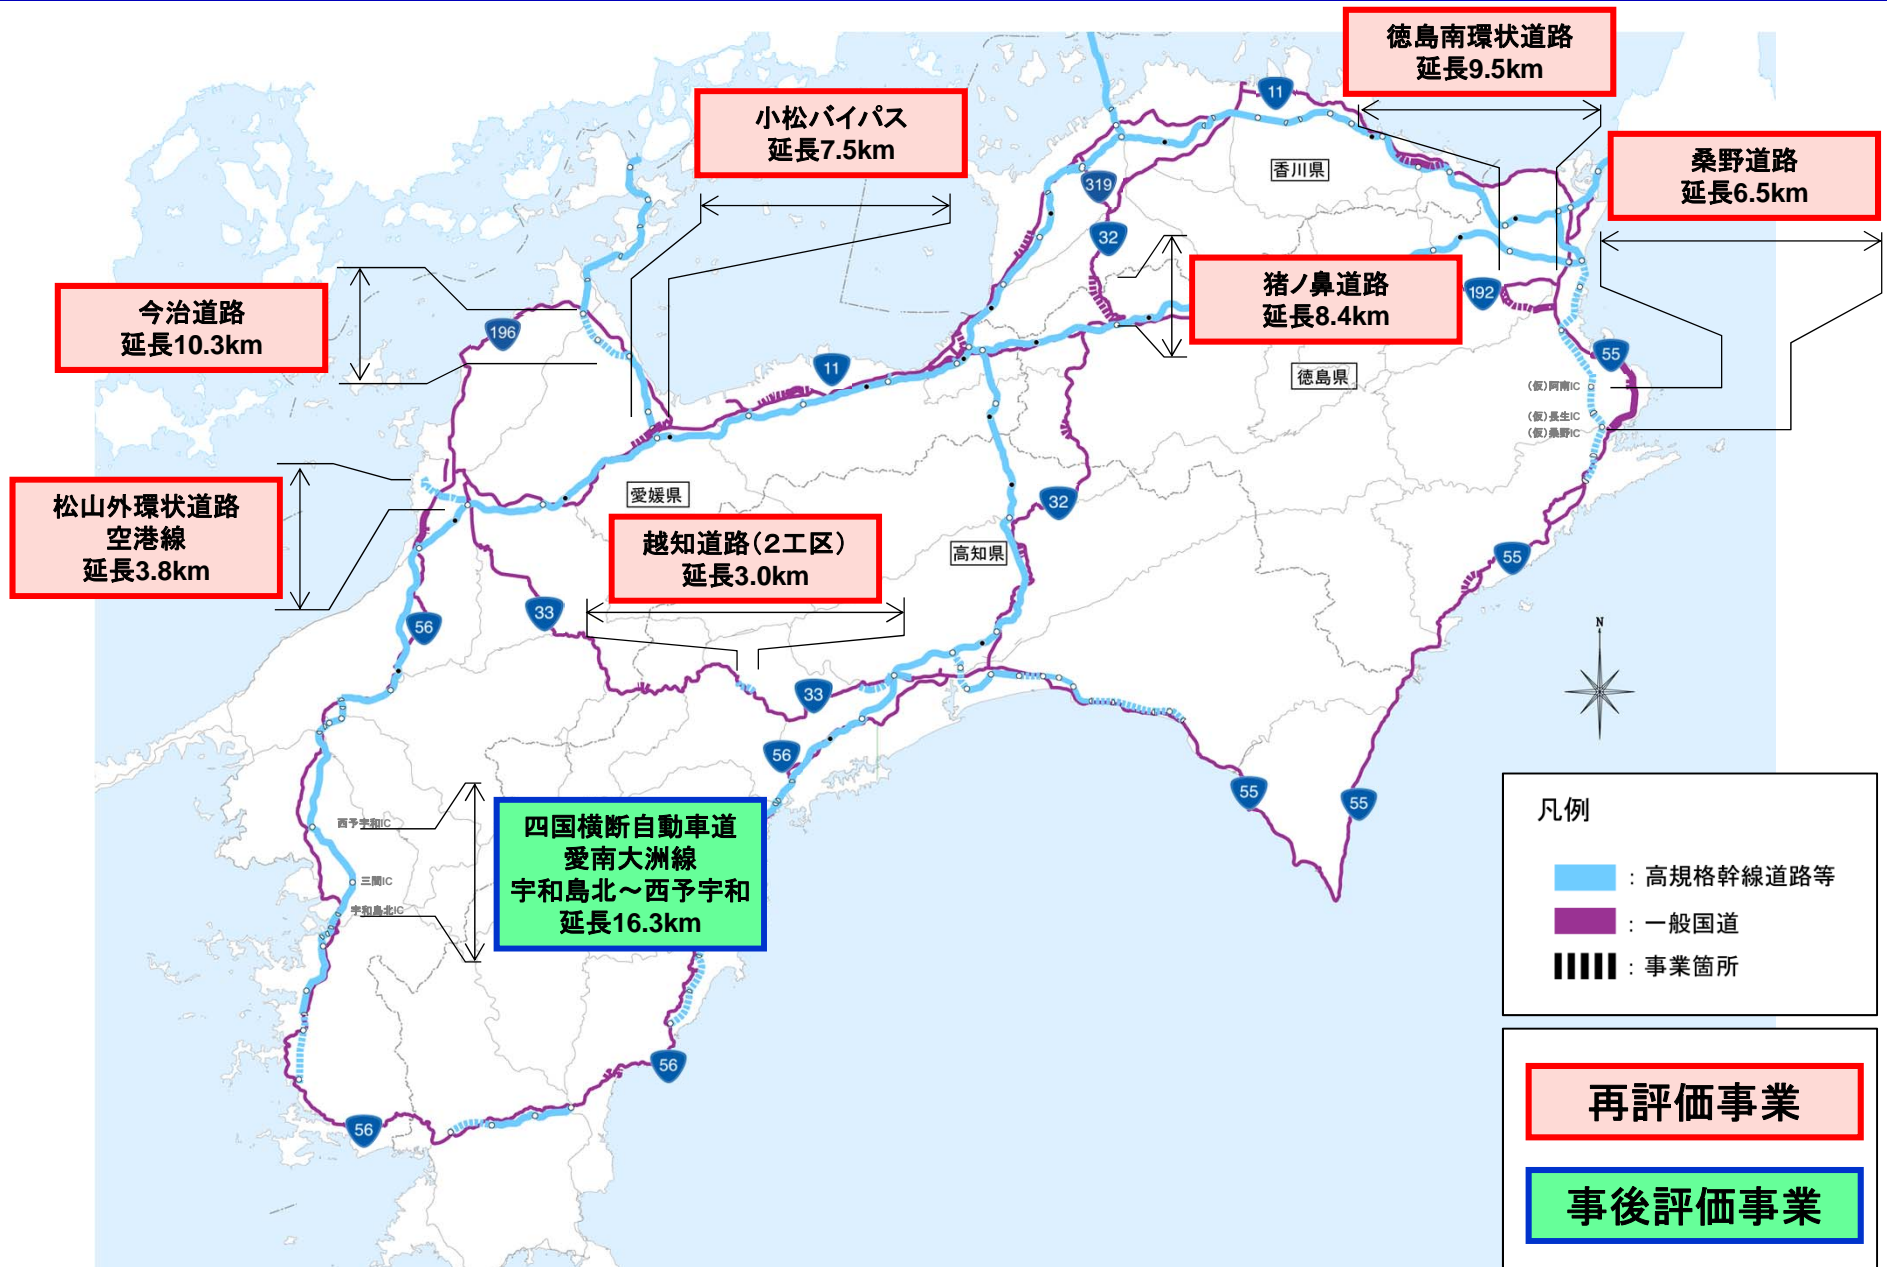 徳島南環状道路
延長9.5km
小松バイパス
延長7.5km
桑野道路
延長6.5km
今治道路
延長10.3km
猪ノ鼻道路
延長8.4km
松山外環状道路
空港線
延長3.8km
越知道路(2工区)
延長3.0km
四国横断自動車道
愛南大洲線
宇和島北～西予宇和
延長16.3km
香川県
徳島県
愛媛県
高知県
11
319
32
192
196
11
55
32
55
33
56
33
56
55
55
56
56
(仮)阿南IC
(仮)長生IC
(仮)桑野IC
西予宇和IC
三間IC
宇和島北IC
N
凡例
：高規格幹線道路等
：一般国道
：事業箇所
再評価事業
事後評価事業